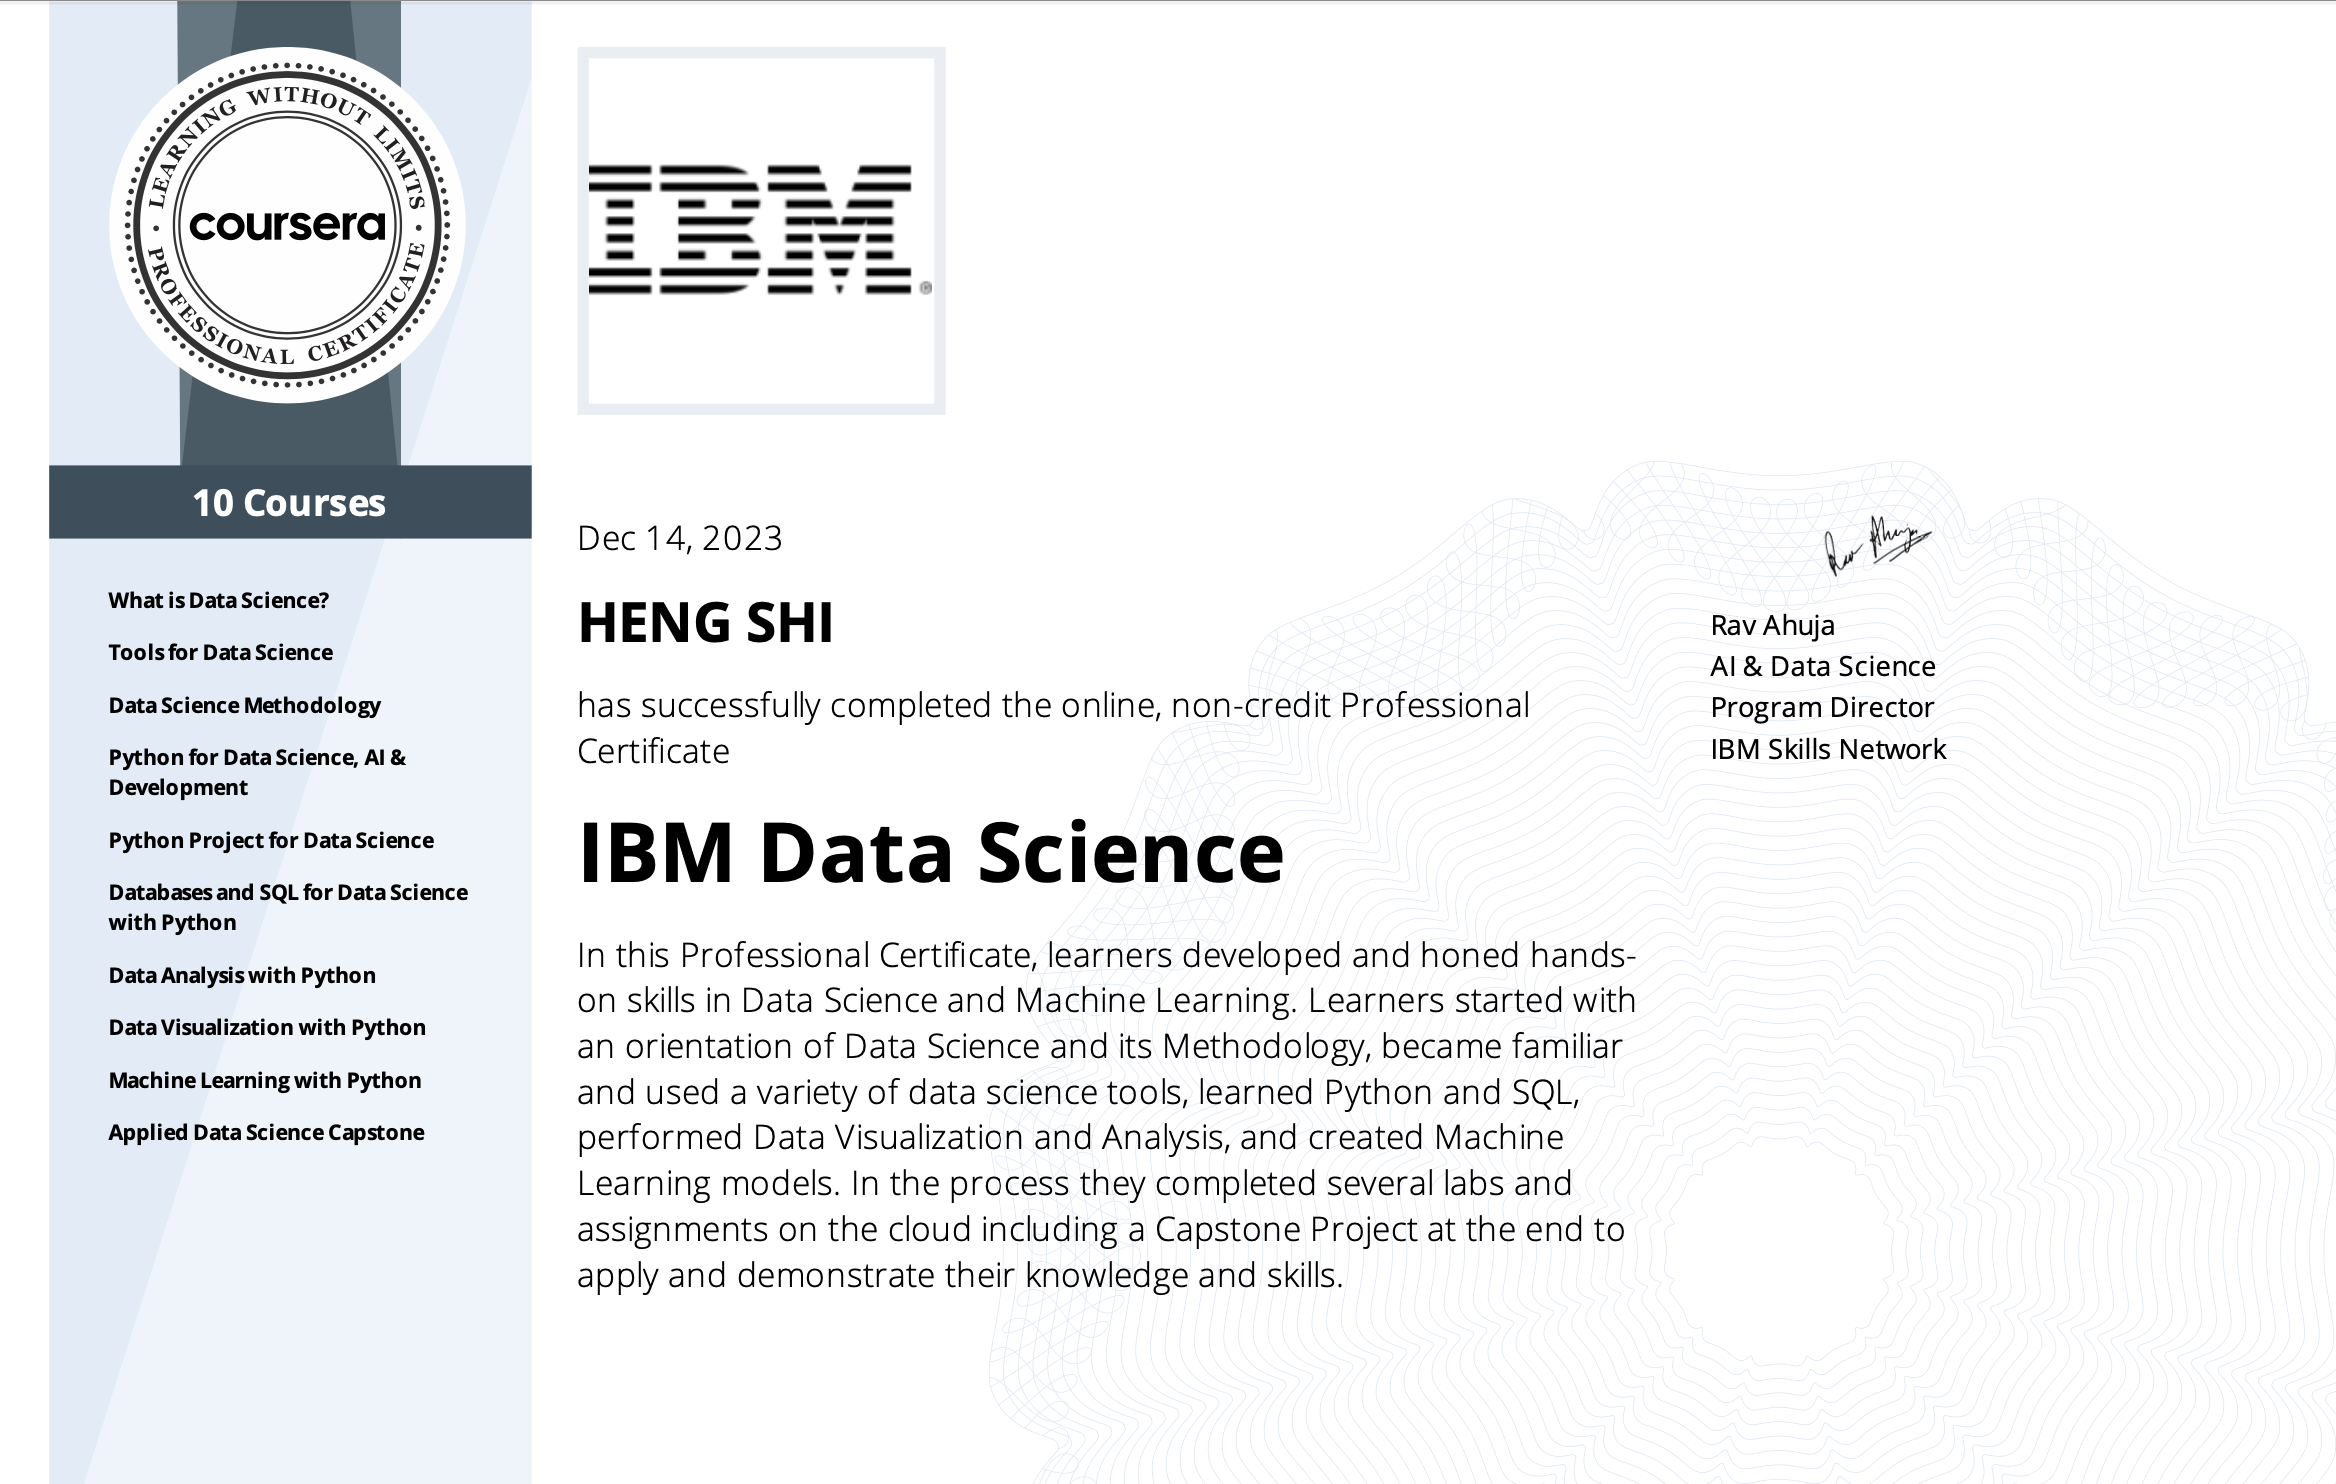 LEARNING WITHOUT LIMITS
coursera
PROFESSIONAL CERTIFICATE
10 Courses
What is Data Science?
Tools for Data Science
Data Science Methodology
Python for Data Science, AI &
Development
Python Project for Data Science
Databases and SQL for Data Science
with Python
Data Analysis with Python
Data Visualization with Python
Machine Learning with Python
Applied Data Science Capstone
IBM®
Dec 14, 2023
HENG SHI
has successfully completed the online, non-credit Professional
Certificate
IBM Data Science
In this Professional Certificate, learners developed and honed hands-
on skills in Data Science and Machine Learning. Learners started with
an orientation of Data Science and its Methodology, became familiar
and used a variety of data science tools, learned Python and SQL,
performed Data Visualization and Analysis, and created Machine
Learning models. In the process they completed several labs and
assignments on the cloud including a Capstone Project at the end to
apply and demonstrate their knowledge and skills.
Rav Ahuja
Rav Ahuja
AI & Data Science
Program Director
IBM Skills Network